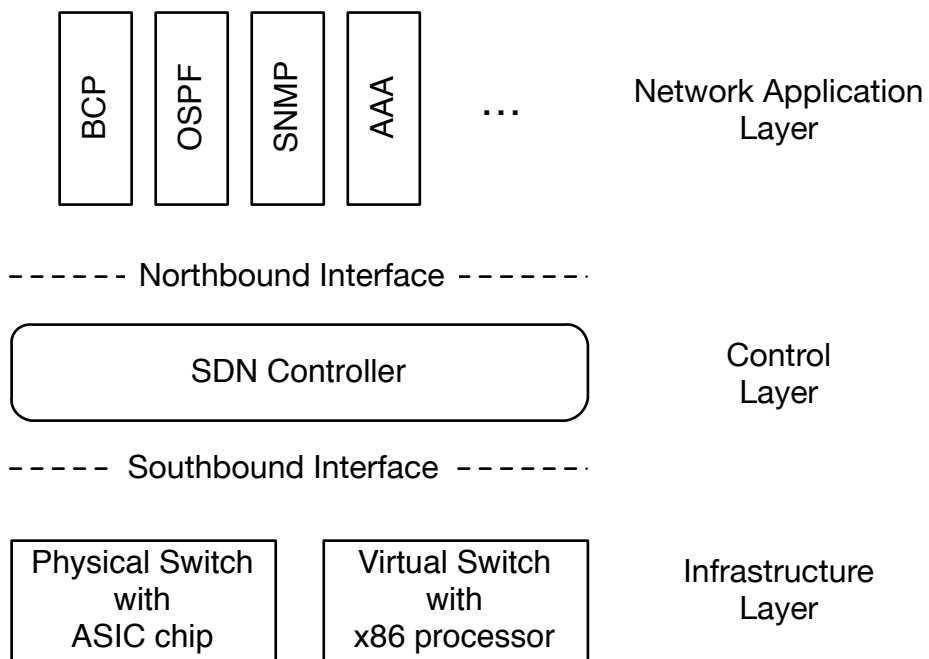 BCP
OSPF
SNMP
AAA
...
Network Application
Layer
Northbound Interface
SDN Controller
Control
Layer
Southbound Interface
Physical Switch
with
ASIC chip
Virtual Switch
with
x86 processor
Infrastructure
Layer